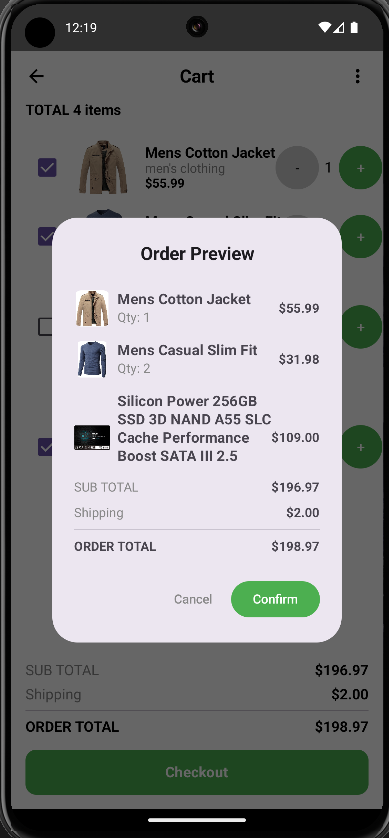 12:19
Cart
TOTAL 4 items
Mens Cotton Jacket
men's clothing
$55.99
- 1 +
+
Order Preview
Mens Cotton Jacket
Qty: 1
$55.99
Mens Casual Slim Fit
Qty: 2
$31.98
Silicon Power 256GB
SSD 3D NAND A55 SLC
Cache Performance
Boost SATA III 2.5
$109.00
SUB TOTAL $196.97
Shipping $2.00
ORDER TOTAL $198.97
Cancel Confirm
+
+
SUB TOTAL $196.97
Shipping $2.00
ORDER TOTAL $198.97
Checkout